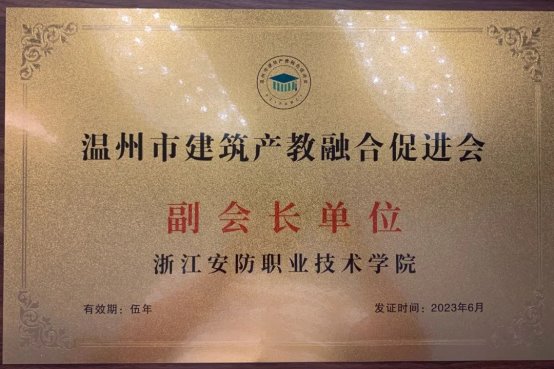 温州市建筑产教融合促进会
副会长单位
浙江安防职业技术学院
有效期：伍年
发证时间：2023年6月